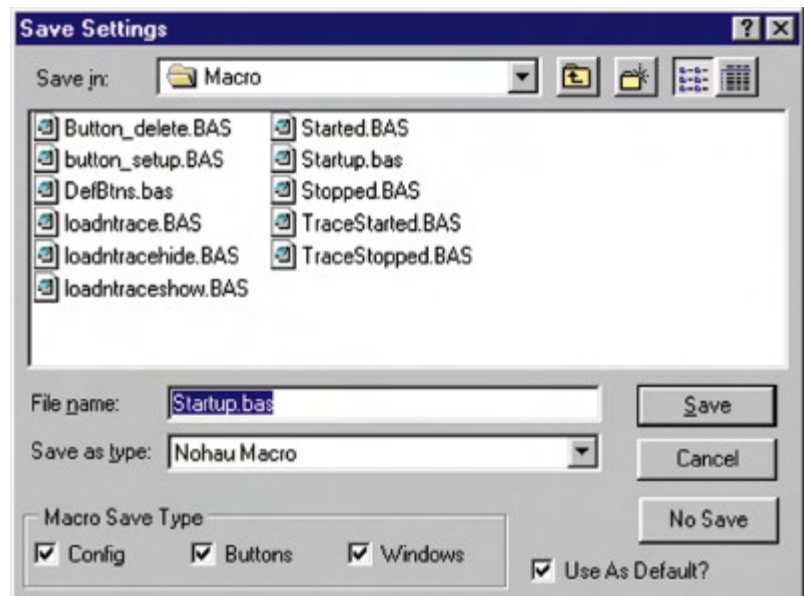 Save Settings
Save in:
Macro
Button_delete.BAS
button_setup.BAS
DefBtns.bas
loadntrace.BAS
loadntracehide.BAS
loadntraceshow.BAS
Started.BAS
Startup.bas
Stopped.BAS
TraceStarted.BAS
TraceStopped.BAS
File name:
Startup.bas
Save
Save as type:
Nohau Macro
Cancel
No Save
Macro Save Type
Config
Buttons
Windows
Use As Default?